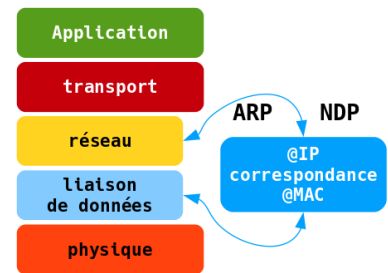 Application
transport
ARP NDP
réseau
@IP
correspondance
@MAC
liaison
de données
physique